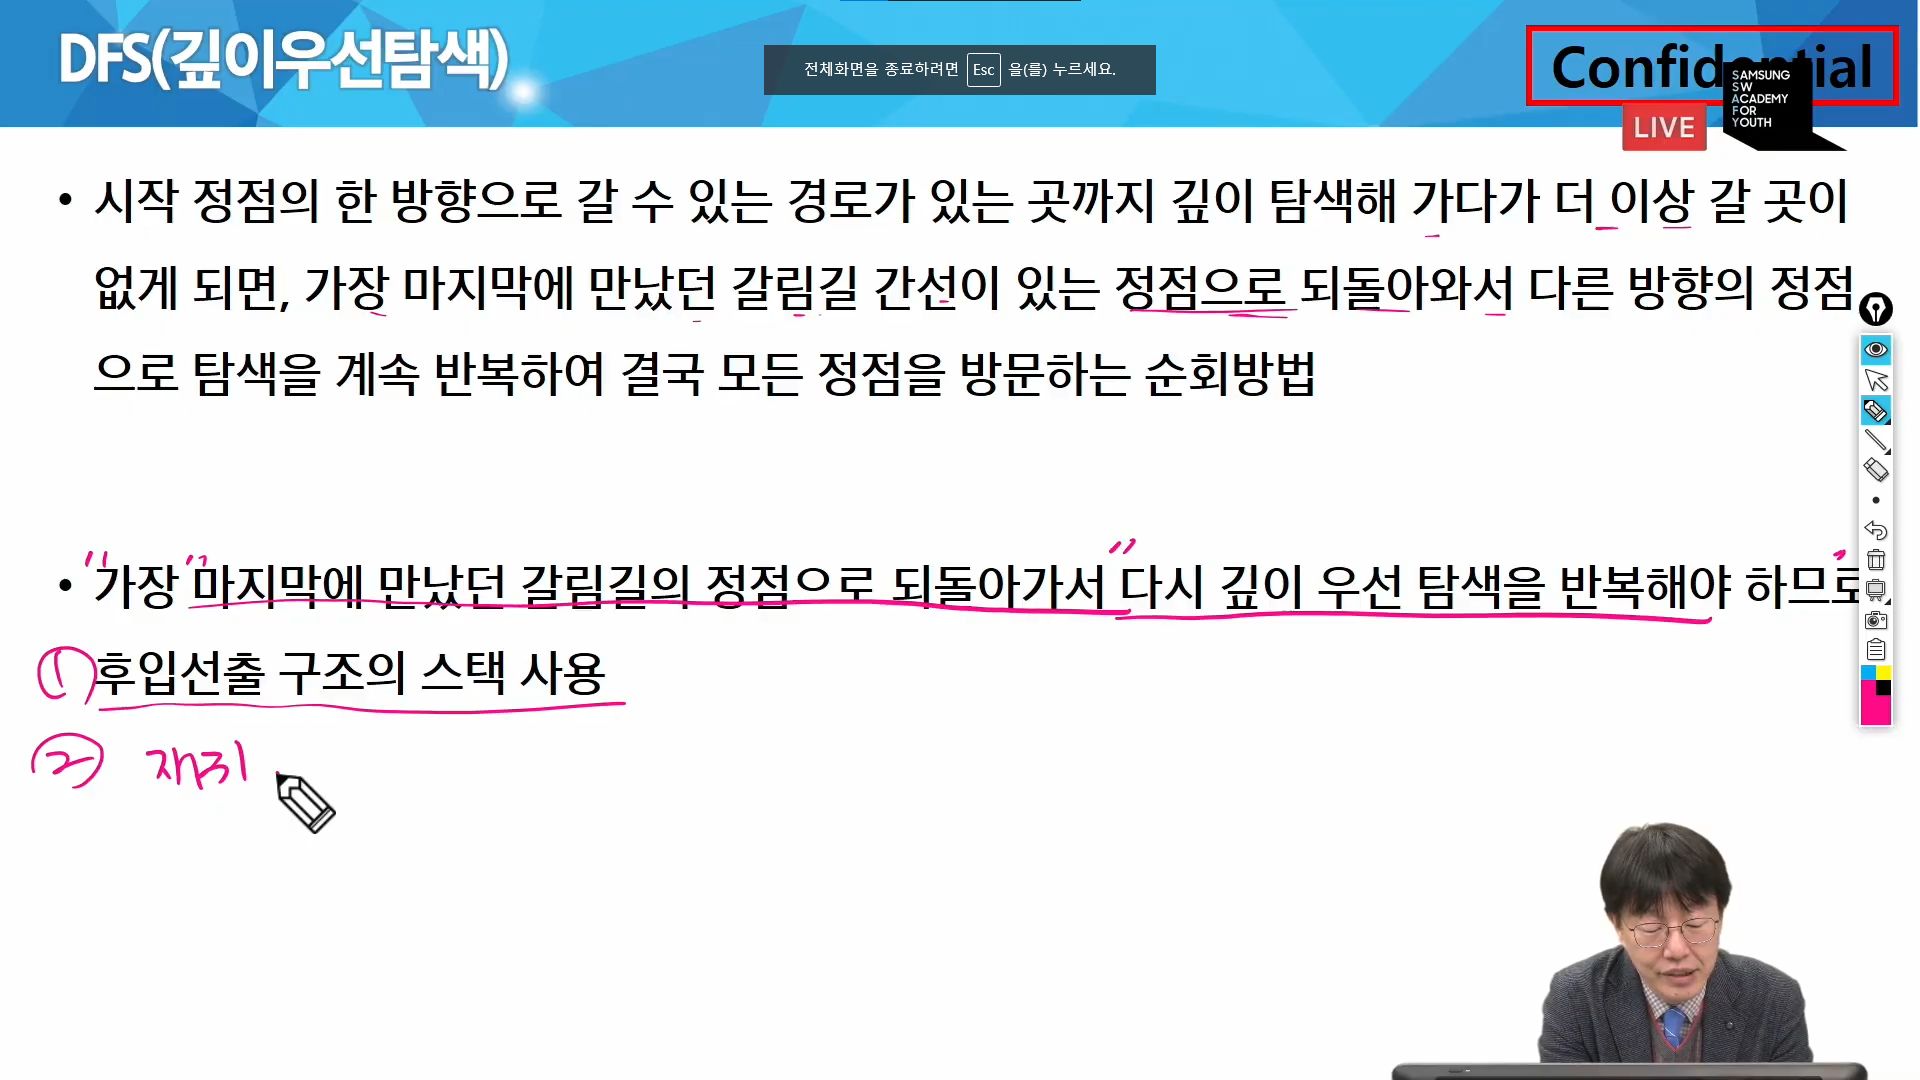 DFS(깊이우선탐색)
전체화면을 종료하려면 Esc 을(를) 누르세요.
SAMSUNG
SW
ACADEMY
FOR
YOUTH
LIVE
• 시작 정점의 한 방향으로 갈 수 있는 경로가 있는 곳까지 깊이 탐색해 가다가 더 이상 갈 곳이
없게 되면, 가장 마지막에 만났던 갈림길 간선이 있는 정점으로 되돌아와서 다른 방향의 정점
으로 탐색을 계속 반복하여 결국 모든 정점을 방문하는 순회방법
• 가장 마지막에 만났던 갈림길의 정점으로 되돌아가서 다시 깊이 우선 탐색을 반복해야 하므로
① 후입선출 구조의 스택 사용
② 재귀